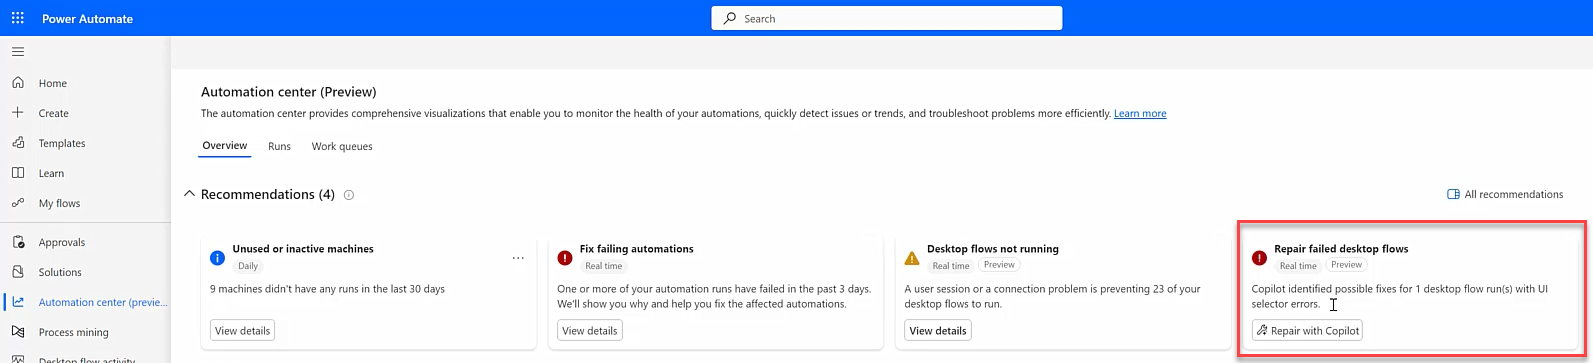 Power Automate
Search
Home
Create
Templates
Learn
My flows
Approvals
Solutions
Automation center (previe...
Process mining
Desktop flow activity
Automation center (Preview)
The automation center provides comprehensive visualizations that enable you to monitor the health of your automations, quickly detect issues or trends, and troubleshoot problems more efficiently. Learn more
Overview Runs Work queues
Recommendations (4)
All recommendations
Unused or inactive machines
Daily
9 machines didn't have any runs in the last 30 days
View details
Fix failing automations
Real time
One or more of your automation runs have failed in the past 3 days.
We'll show you why and help you fix the affected automations.
View details
Desktop flows not running
Real time Preview
A user session or a connection problem is preventing 23 of your
desktop flows to run.
View details
Repair failed desktop flows
Real time Preview
Copilot identified possible fixes for 1 desktop flow run(s) with UI
selector errors.
Repair with Copilot